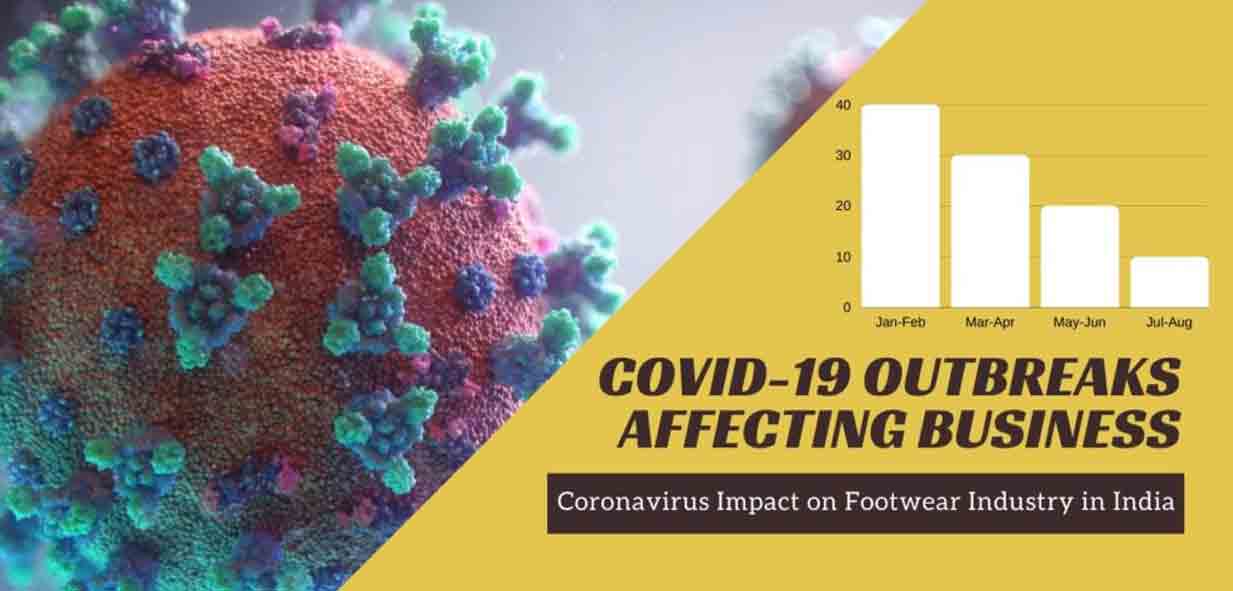 40
30
20
10
0
Jan-Feb Mar-Apr May-Jun Jul-Aug
COVID-19 OUTBREAKS
AFFECTING BUSINESS
Coronavirus Impact on Footwear Industry in India